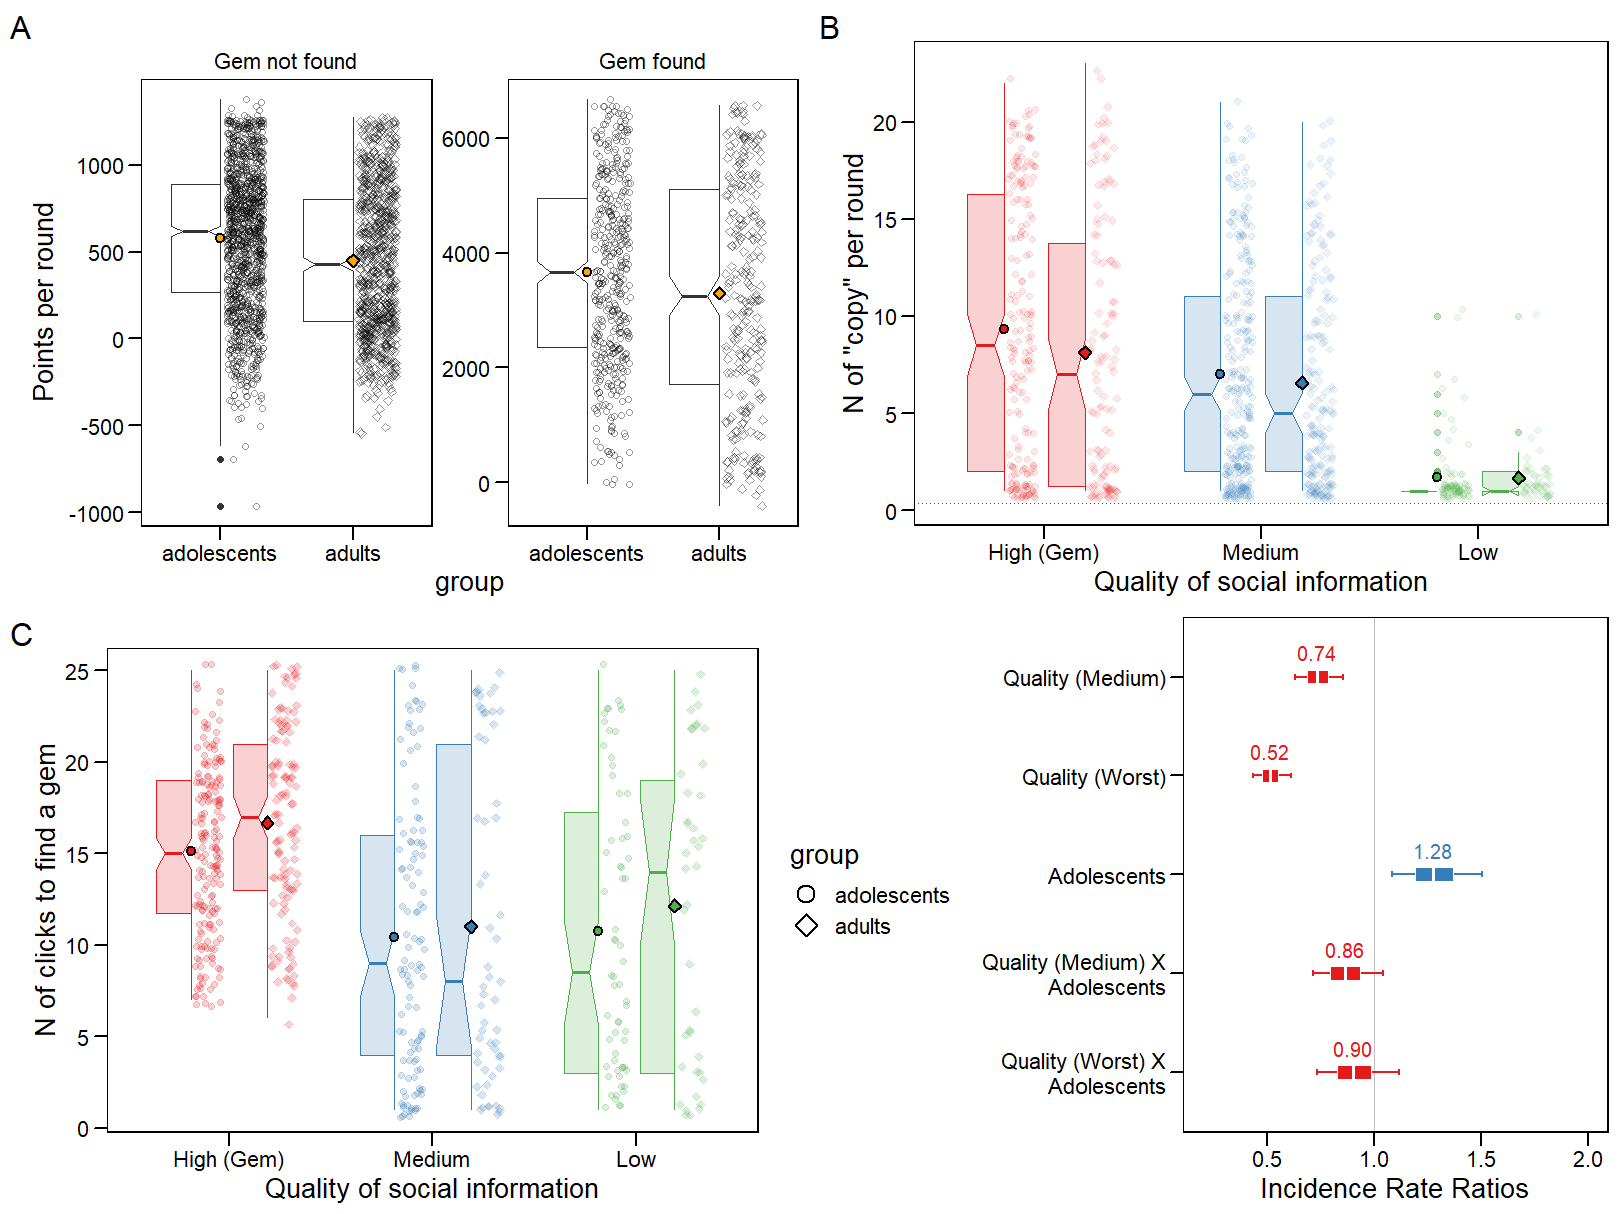 A
Gem not found
Gem found
Points per round
1000
500
0
-500
-1000
6000
4000
2000
0
adolescents
adults
adolescents
adults
group
B
N of "copy" per round
20
15
10
5
0
High (Gem)
Medium
Low
Quality of social information
C
N of clicks to find a gem
25
20
15
10
5
0
High (Gem)
Medium
Low
Quality of social information
group
adolescents
adults
Quality (Medium)
Quality (Worst)
Adolescents
Quality (Medium) X
Adolescents
Quality (Worst) X
Adolescents
0.74
0.52
1.28
0.86
0.90
0.5
1.0
1.5
2.0
Incidence Rate Ratios